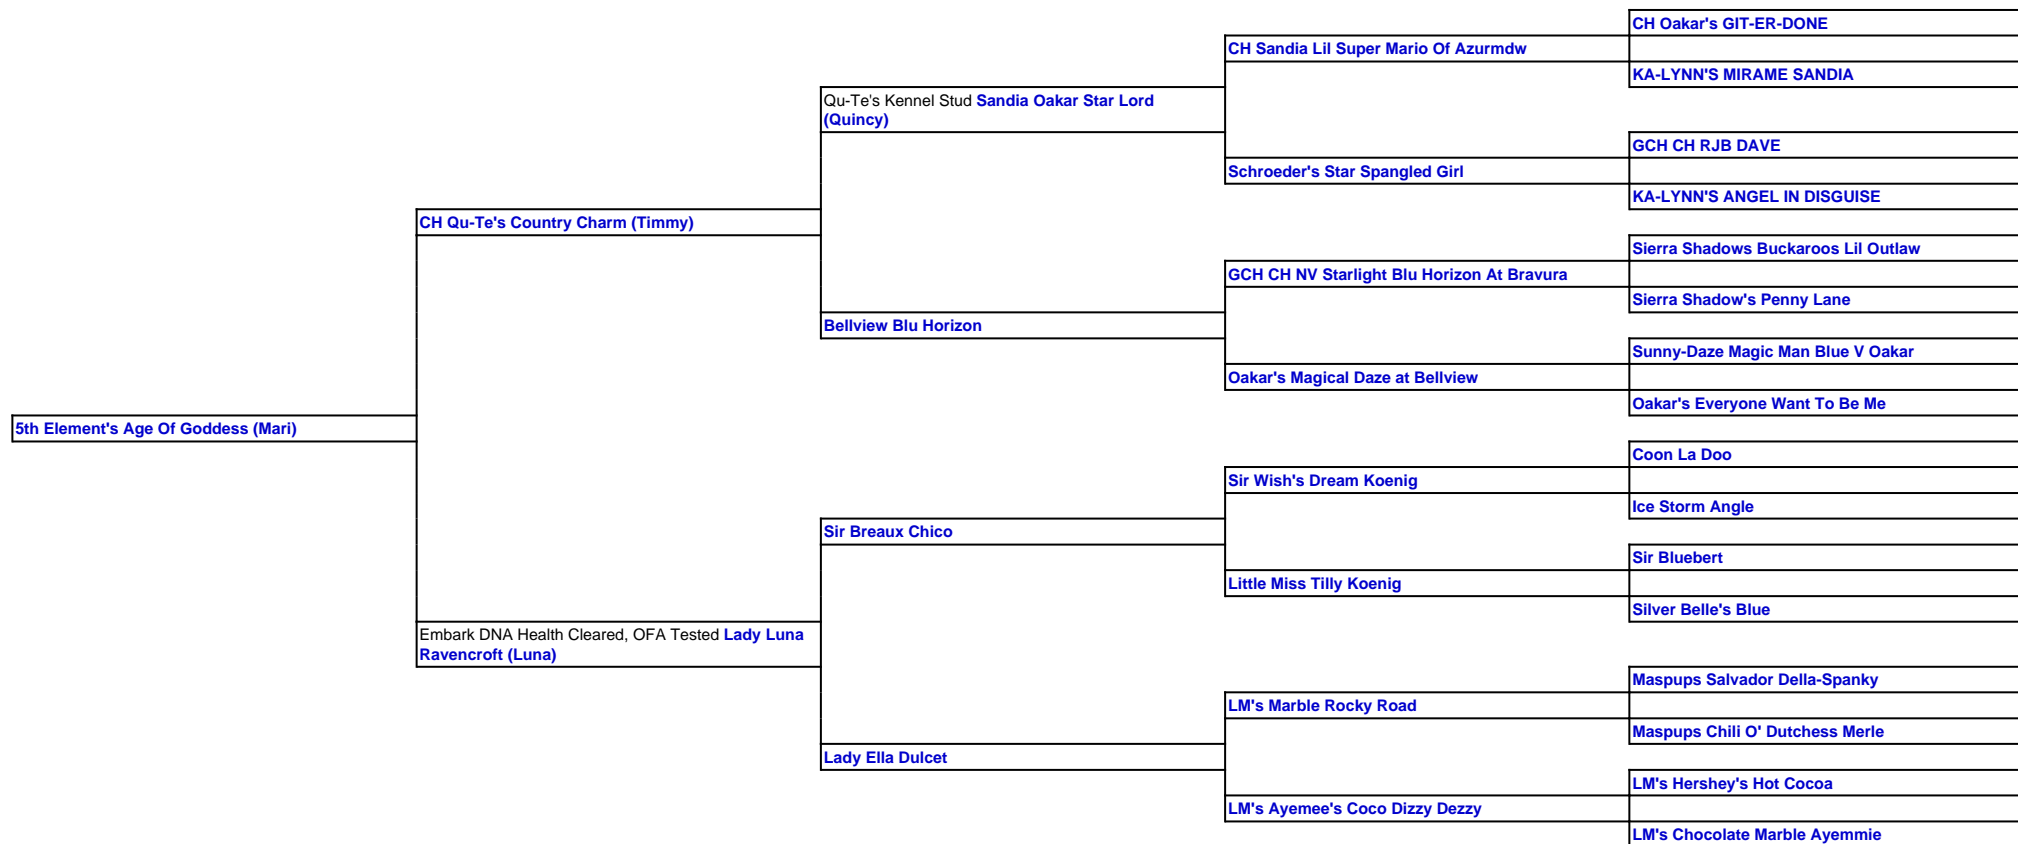 CH Oakar's GIT-ER-DONE
CH Sandia Lil Super Mario Of Azurmdw
KA-LYNN'S MIRAME SANDIA
Qu-Te's Kennel Stud Sandia Oakar Star Lord
(Quincy)
GCH CH RJB DAVE
Schroeder's Star Spangled Girl
KA-LYNN'S ANGEL IN DISGUISE
CH Qu-Te's Country Charm (Timmy)
Sierra Shadows Buckaroos Lil Outlaw
GCH CH NV Starlight Blu Horizon At Bravura
Sierra Shadow's Penny Lane
Bellview Blu Horizon
Sunny-Daze Magic Man Blue V Oakar
Oakar's Magical Daze at Bellview
Oakar's Everyone Want To Be Me
5th Element's Age Of Goddess (Mari)
Coon La Doo
Sir Wish's Dream Koenig
Ice Storm Angle
Sir Breaux Chico
Sir Bluebert
Little Miss Tilly Koenig
Silver Belle's Blue
Embark DNA Health Cleared, OFA Tested Lady Luna
Ravencroft (Luna)
Maspups Salvador Della-Spanky
LM's Marble Rocky Road
Maspups Chili O' Dutchess Merle
Lady Ella Dulcet
LM's Hershey's Hot Cocoa
LM's Ayemee's Coco Dizzy Dezzy
LM's Chocolate Marble Ayemmie